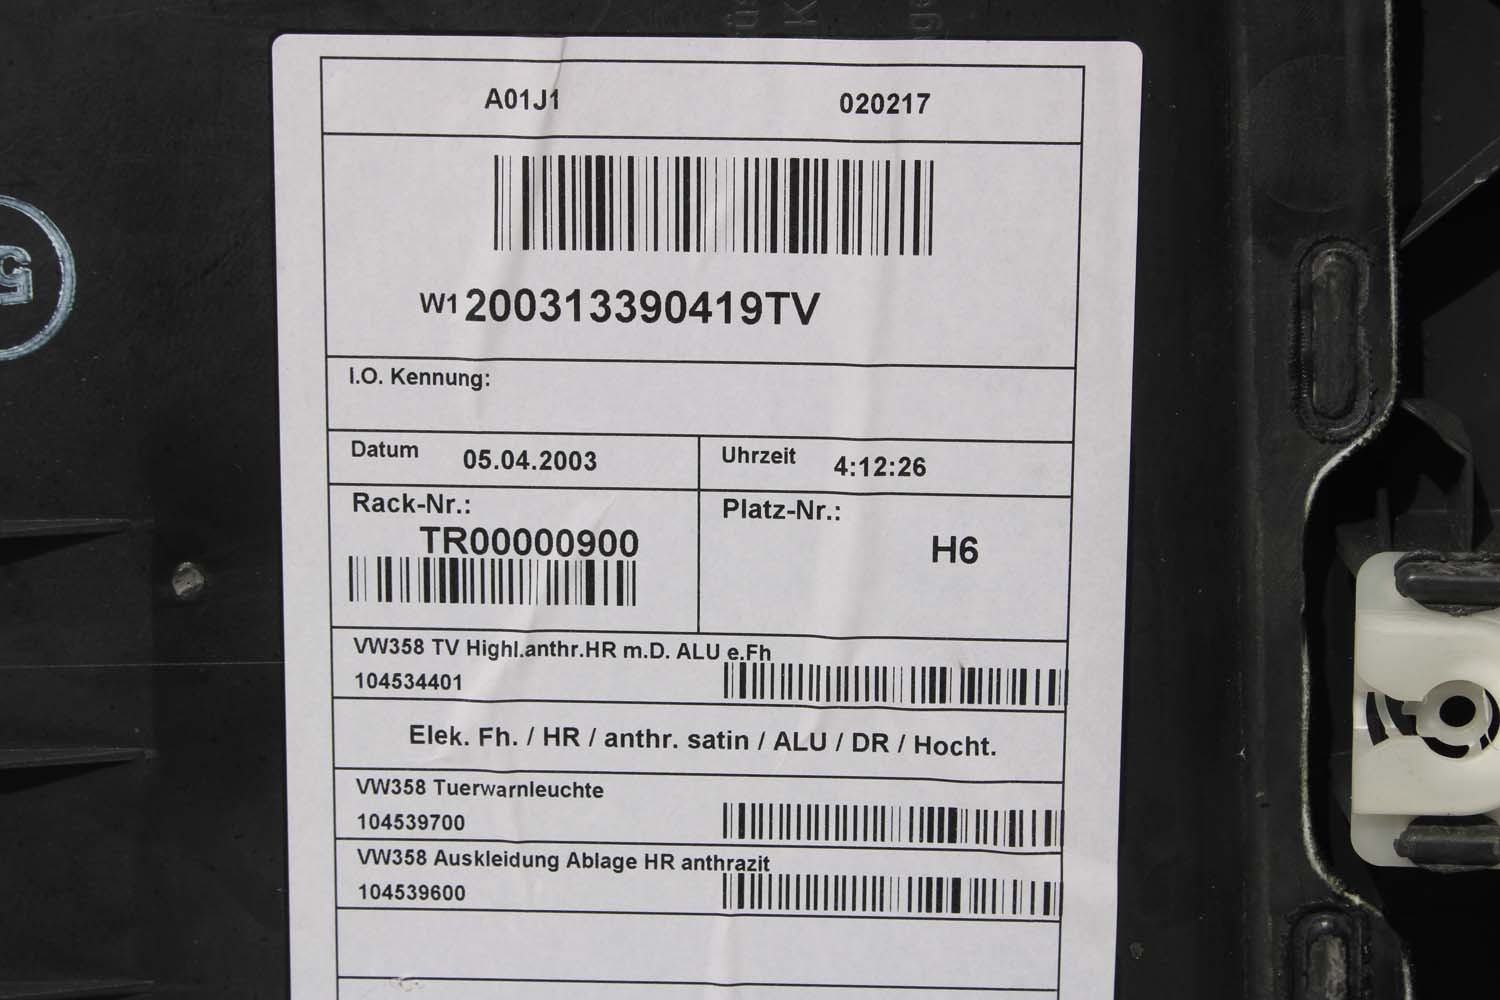 A01J1 020217
W1 200313390419TV
I.O. Kennung:
Datum 05.04.2003 Uhrzeit 4:12:26
Rack-Nr.: Platz-Nr.:
TR00000900 H6
VW358 TV Highl.anthr.HR m.D. ALU e.Fh
104534401
Elek. Fh. / HR / anthr. satin / ALU / DR / Hocht.
VW358 Tuerwarnleuchte
104539700
VW358 Auskleidung Ablage HR anthrazit
104539600
5